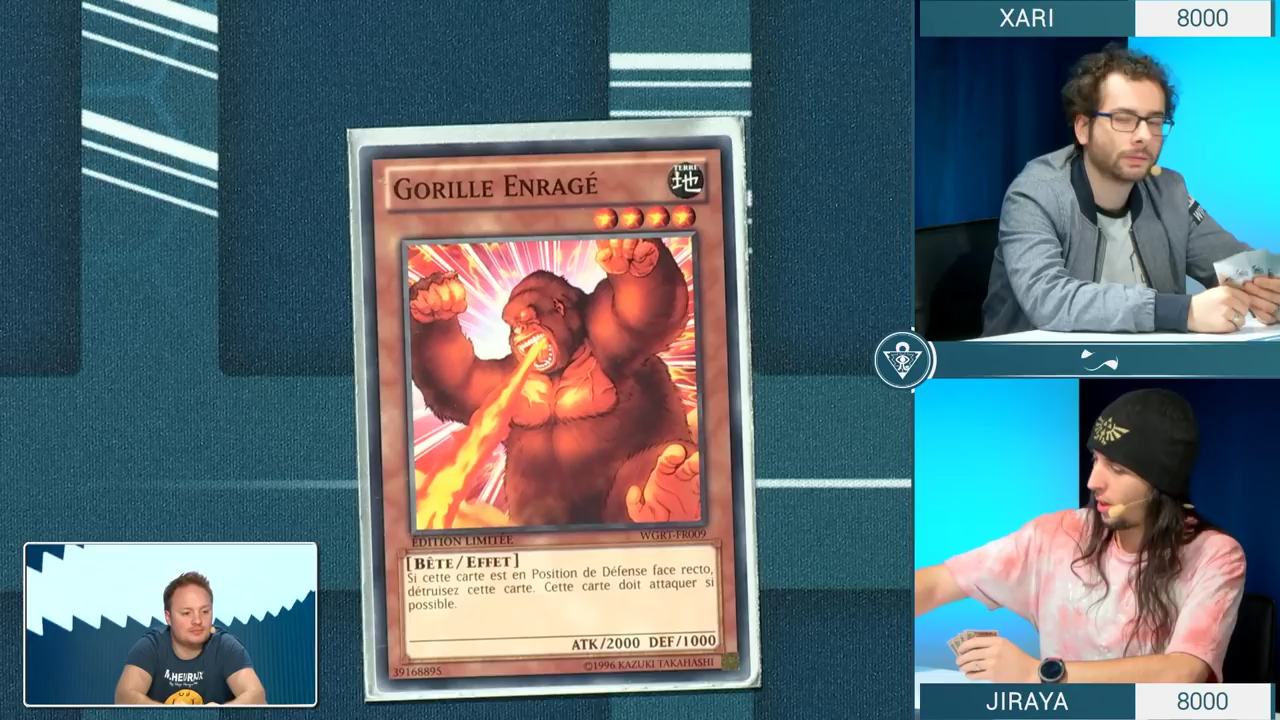 XARI 8000
GORILLE ENRAGÉ
TERRE
地
ÉDITION LIMITÉE WGRT-FR009
[BÊTE/EFFET]
Si cette carte est en Position de Défense face recto,
détruisez cette carte. Cette carte doit attaquer si
possible.
ATK/2000 DEF/1000
39168895 ©1996 KAZUKI TAKAHASHI
M.HEUREUX
JIRAYA 8000